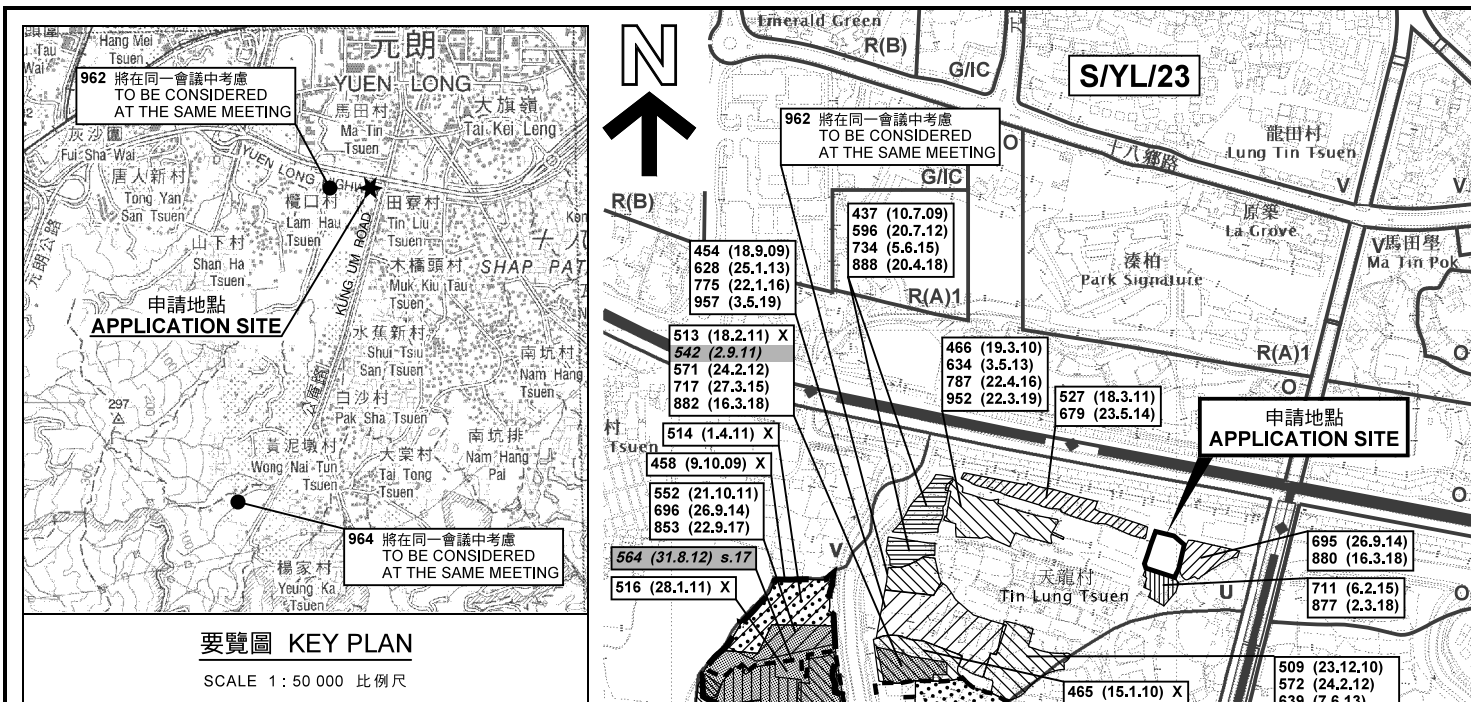 Hang Mei
Tsuen
元朗
YUEN LONG
962 將在同一會議中考慮
TO BE CONSIDERED
AT THE SAME MEETING
馬田村
Ma Tin
Tsuen
大旗嶺
Tai Kei Leng
灰沙圍
Fui Sha Wai
唐人新村
Tong Yan
San Tsuen
YUEN LONG
欖口村
Lam Hau
Tsuen
田寮村
Tin Liu
Tsuen
山下村
Shan Ha
Tsuen
木橋頭村
Muk Kiu Tau
Tsuen
SHAP PAT
元朗公路
KUNG UM ROAD
申請地點
APPLICATION SITE
水蕉新村
Shui Tsiu
San Tsuen
南坑村
Nam Hang
Tsuen
公庵路
白沙村
Pak Sha Tsuen
297
200
黃泥墩村
Wong Nai Tun
Tsuen
大棠村
Tai Tong
Tsuen
南坑排
Nam Hang
Pai
964 將在同一會議中考慮
TO BE CONSIDERED
AT THE SAME MEETING
楊家村
Yeung Ka
Tsuen
要覽圖 KEY PLAN
SCALE 1 : 50 000 比例尺
N
Emerald Green
R(B)
G/IC
S/YL/23
962 將在同一會議中考慮
TO BE CONSIDERED
AT THE SAME MEETING
O
十八鄉路
龍田村
Lung Tin Tsuen
G/IC
V
R(B)
437 (10.7.09)
596 (20.7.12)
734 (5.6.15)
888 (20.4.18)
原築
La Grove
V
馬田壆
Ma Tin Pok
454 (18.9.09)
628 (25.1.13)
775 (22.1.16)
957 (3.5.19)
溱柏
Park Signature
R(A)1
513 (18.2.11) X
542 (2.9.11)
571 (24.2.12)
717 (27.3.15)
882 (16.3.18)
466 (19.3.10)
634 (3.5.13)
787 (22.4.16)
952 (22.3.19)
R(A)1
O
O
527 (18.3.11)
679 (23.5.14)
申請地點
APPLICATION SITE
村
Tsuen
514 (1.4.11) X
458 (9.10.09) X
552 (21.10.11)
696 (26.9.14)
853 (22.9.17)
O
695 (26.9.14)
880 (16.3.18)
564 (31.8.12) s.17
V
516 (28.1.11) X
天龍村
Tin Lung Tsuen
U
711 (6.2.15)
877 (2.3.18)
O
465 (15.1.10) X
509 (23.12.10)
572 (24.2.12)
639 (7.6.13)